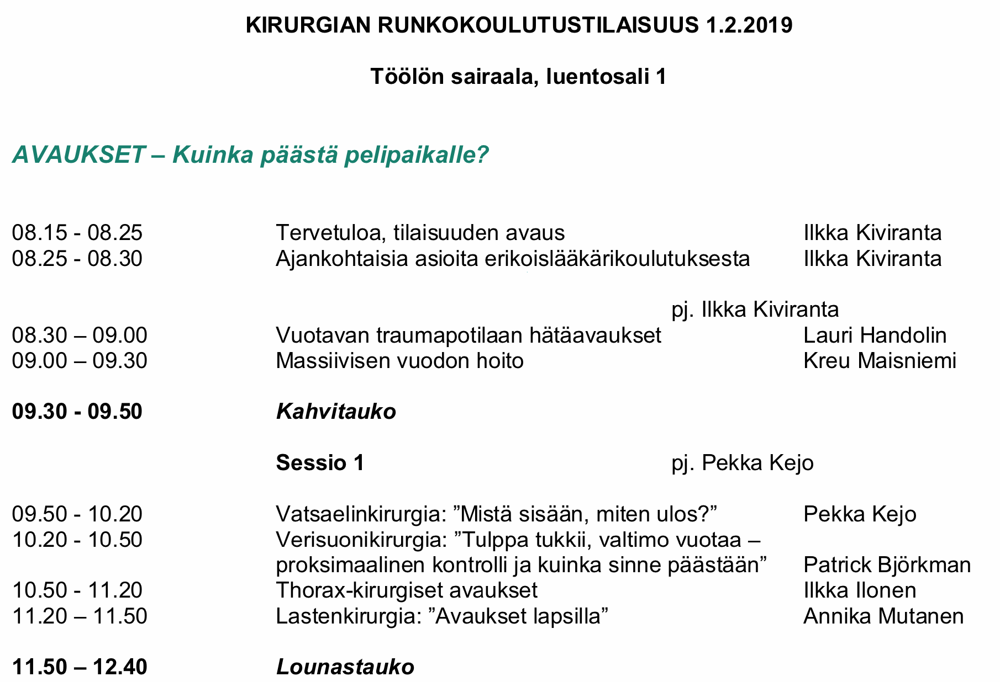 KIRURGIAN RUNKOKOULUTUSTILAISUUS 1.2.2019
Töölön sairaala, luentosali 1
AVAUKSET – Kuinka päästä pelipaikalle?
08.15 - 08.25 Tervetuloa, tilaisuuden avaus Ilkka Kiviranta
08.25 - 08.30 Ajankohtaisia asioita erikoislääkärikoulutuksesta Ilkka Kiviranta
pj. Ilkka Kiviranta
08.30 – 09.00 Vuotavan traumapotilaan hätäavaukset Lauri Handolin
09.00 – 09.30 Massiivisen vuodon hoito Kreu Maisniemi
09.30 - 09.50 Kahvitauko
Sessio 1 pj. Pekka Kejo
09.50 - 10.20 Vatsaelinkirurgia: ”Mistä sisään, miten ulos?” Pekka Kejo
10.20 - 10.50 Verisuonikirurgia: ”Tulppa tukkii, valtimo vuotaa –
proksimaalinen kontrolli ja kuinka sinne päästään” Patrick Björkman
10.50 - 11.20 Thorax-kirurgiset avaukset Ilkka Ilonen
11.20 – 11.50 Lastenkirurgia: ”Avaukset lapsilla” Annika Mutanen
11.50 – 12.40 Lounastauko